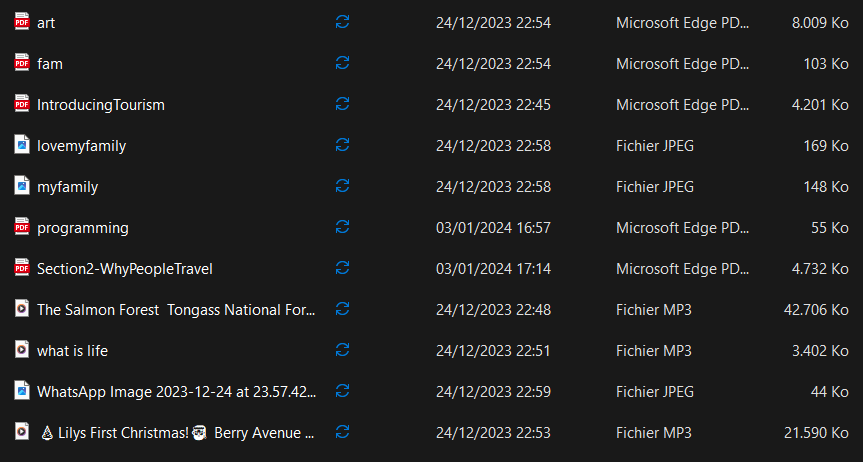 art 24/12/2023 22:54 Microsoft Edge PD... 8.009 Ko
fam 24/12/2023 22:54 Microsoft Edge PD... 103 Ko
IntroducingTourism 24/12/2023 22:45 Microsoft Edge PD... 4.201 Ko
lovemyfamily 24/12/2023 22:58 Fichier JPEG 169 Ko
myfamily 24/12/2023 22:58 Fichier JPEG 148 Ko
programming 03/01/2024 16:57 Microsoft Edge PD... 55 Ko
Section2-WhyPeopleTravel 03/01/2024 17:14 Microsoft Edge PD... 4.732 Ko
The Salmon Forest  Tongass National For... 24/12/2023 22:48 Fichier MP3 42.706 Ko
what is life 24/12/2023 22:51 Fichier MP3 3.402 Ko
WhatsApp Image 2023-12-24 at 23.57.42... 24/12/2023 22:59 Fichier JPEG 44 Ko
🎄Lilys First Christmas!🎅 Berry Avenue ... 24/12/2023 22:53 Fichier MP3 21.590 Ko